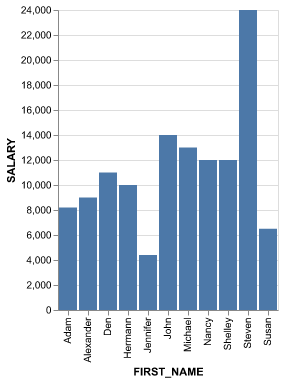 24,000
22,000
20,000
18,000
16,000
14,000
12,000
10,000
8,000
6,000
4,000
2,000
0
SALARY
Adam
Alexander
Den
Hermann
Jennifer
John
Michael
Nancy
Shelley
Steven
Susan
FIRST_NAME